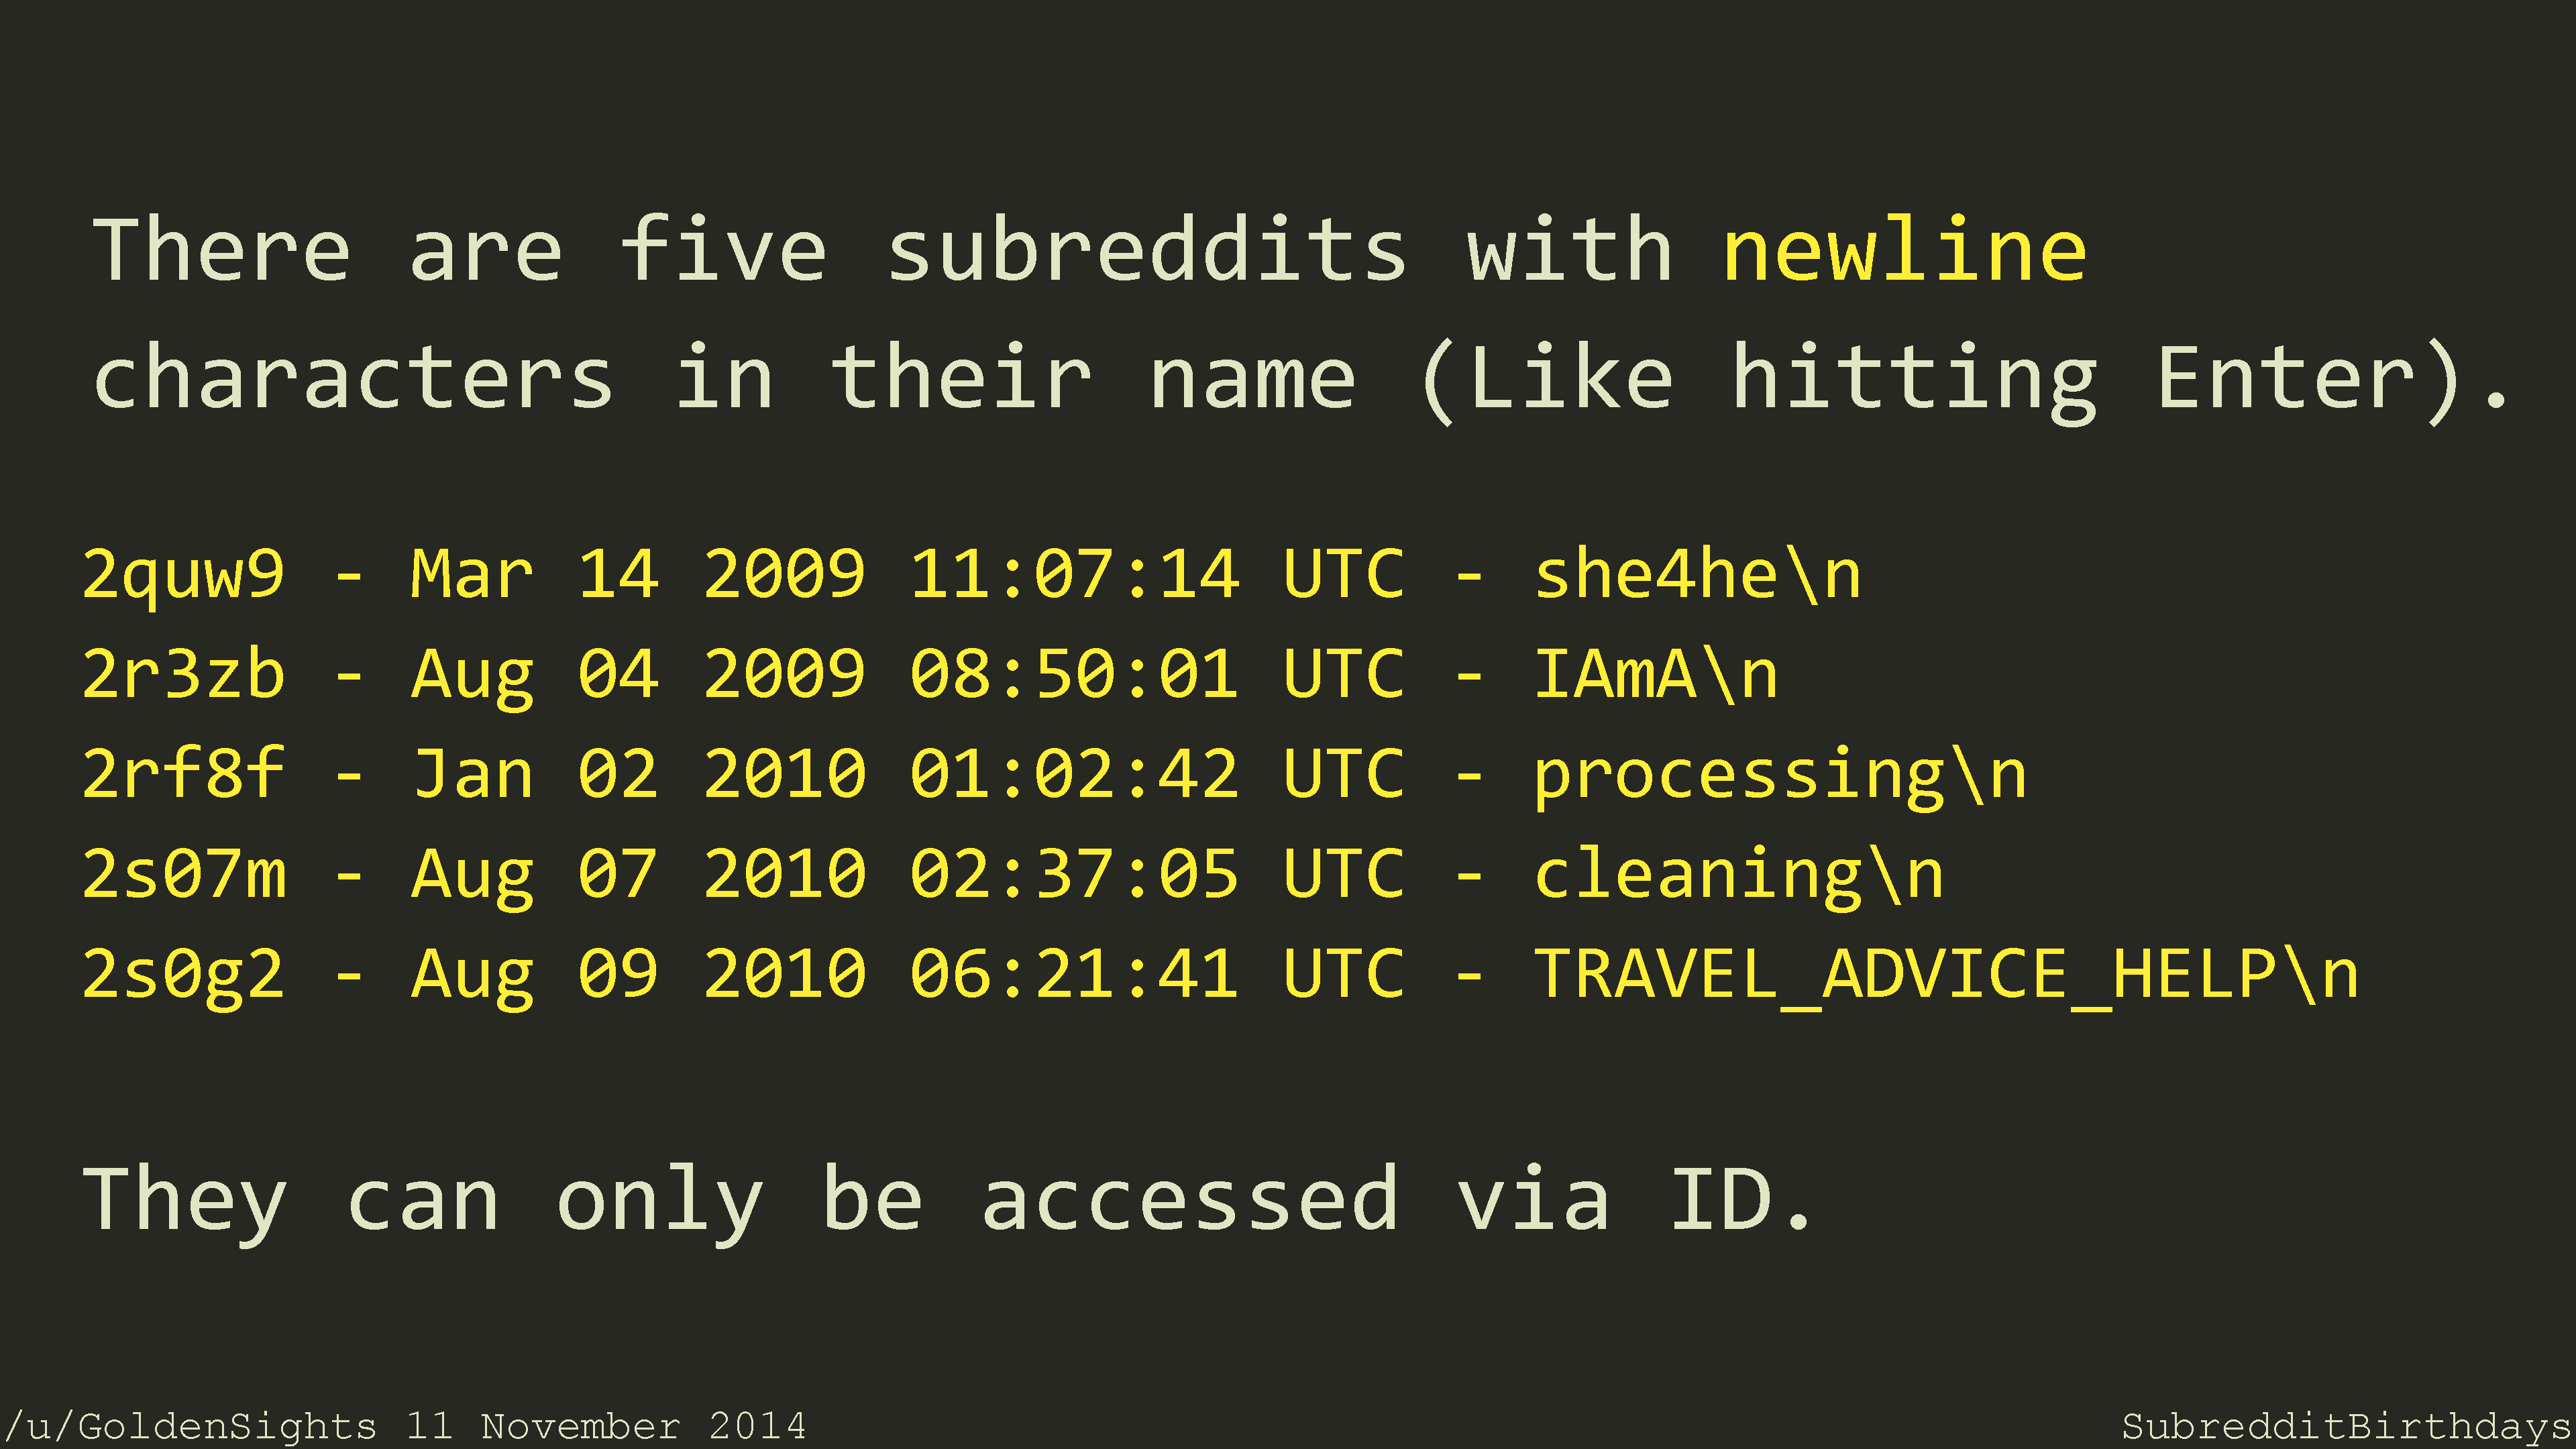 There are five subreddits with newline
characters in their name (Like hitting Enter).
2quw9 - Mar 14 2009 11:07:14 UTC - she4he\n
2r3zb - Aug 04 2009 08:50:01 UTC - IAmA\n
2rf8f - Jan 02 2010 01:02:42 UTC - processing\n
2s07m - Aug 07 2010 02:37:05 UTC - cleaning\n
2s0g2 - Aug 09 2010 06:21:41 UTC - TRAVEL_ADVICE_HELP\n
They can only be accessed via ID.
/u/GoldenSights 11 November 2014
SubredditBirthdays